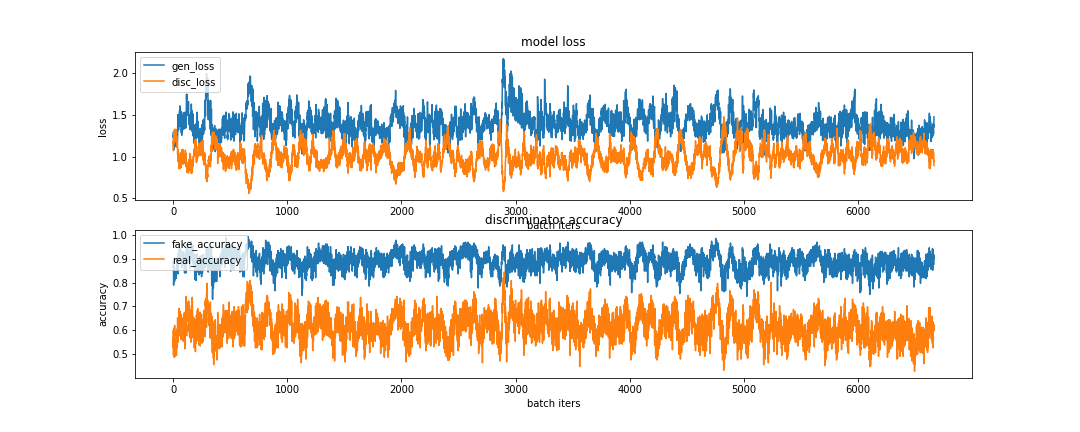 model loss
gen_loss
disc_loss
2.0
1.5
1.0
0.5
loss
0 1000 2000 3000 4000 5000 6000
batch iters
discriminator accuracy
fake_accuracy
real_accuracy
1.0
0.9
0.8
0.7
0.6
0.5
accuracy
0 1000 2000 3000 4000 5000 6000
batch iters